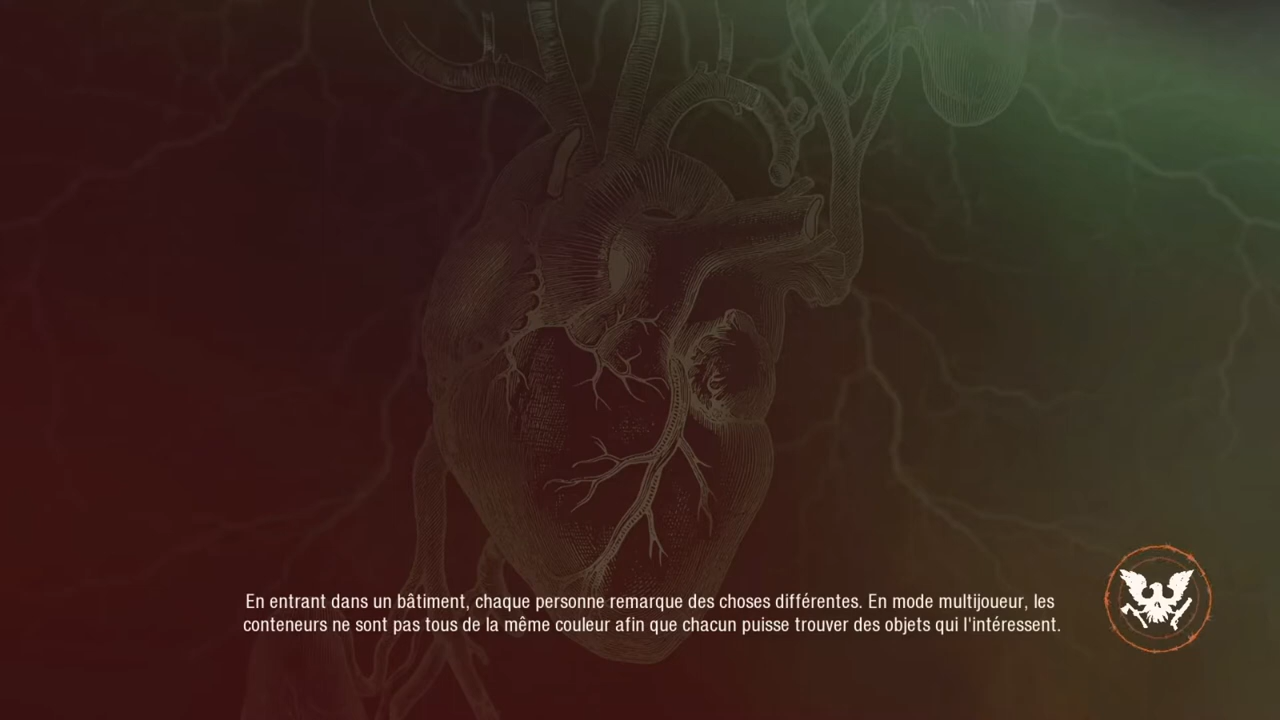 En entrant dans un bâtiment, chaque personne remarque des choses différentes. En mode multijoueur, les
conteneurs ne sont pas tous de la même couleur afin que chacun puisse trouver des objets qui l'intéressent.